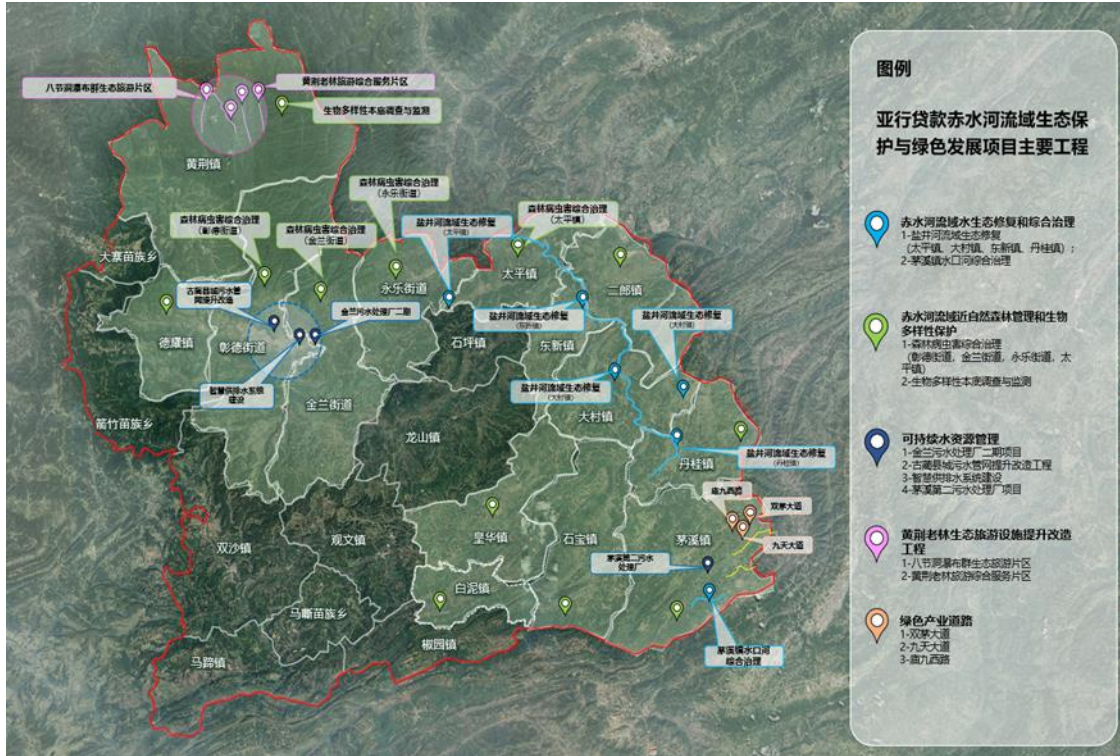 八节洞瀑布群生态旅游片区
黄荆老林旅游综合服务片区
生物多样性本底调查与监测
黄荆镇
森林病虫害综合治理
(永乐街道)
森林病虫害综合治理
(彰德街道)
森林病虫害综合治理
(金兰街道)
盐井河流域生态修复
(太平镇)
森林病虫害综合治理
(太平镇)
大寨苗族乡
古蔺县城污水管
网提升改造
金兰污水处理厂二期
永乐街道
太平镇
二郎镇
德耀镇
彰德街道
石坪镇
盐井河流域生态修复
(东新镇)
东新镇
盐井河流域生态修复
(大村镇)
智慧供排水系统
建设
盐井河流域生态修复
(大村镇)
箭竹苗族乡
金兰街道
龙山镇
大村镇
盐井河流域生态修复
(丹桂镇)
丹桂镇
庙九西路
双茅大道
九天大道
双沙镇
观文镇
皇华镇
石宝镇
茅溪镇
茅溪第二污水
处理厂
白泥镇
马嘶苗族乡
椒园镇
马蹄镇
茅溪镇水口河
综合治理
图例
亚行贷款赤水河流域生态保
护与绿色发展项目主要工程
赤水河流域水生态修复和综合治理
1-盐井河流域生态修复
(太平镇、大村镇、东新镇、丹桂镇);
2-茅溪镇水口河综合治理
赤水河流域近自然森林管理和生物
多样性保护
1-森林病虫害综合治理
(彰德街道,金兰街道,永乐街道、太
平镇)
2-生物多样性本底调查与监测
可持续水资源管理
1-金兰污水处理厂二期项目
2-古蔺县城污水管网提升改造工程
3-智慧供排水系统建设
4-茅溪第二污水处理厂项目
黄荆老林生态旅游设施提升改造
工程
1-八节洞瀑布群生态旅游片区
2-黄荆老林旅游综合服务片区
绿色产业道路
1-双茅大道
2-九天大道
3-庙九西路